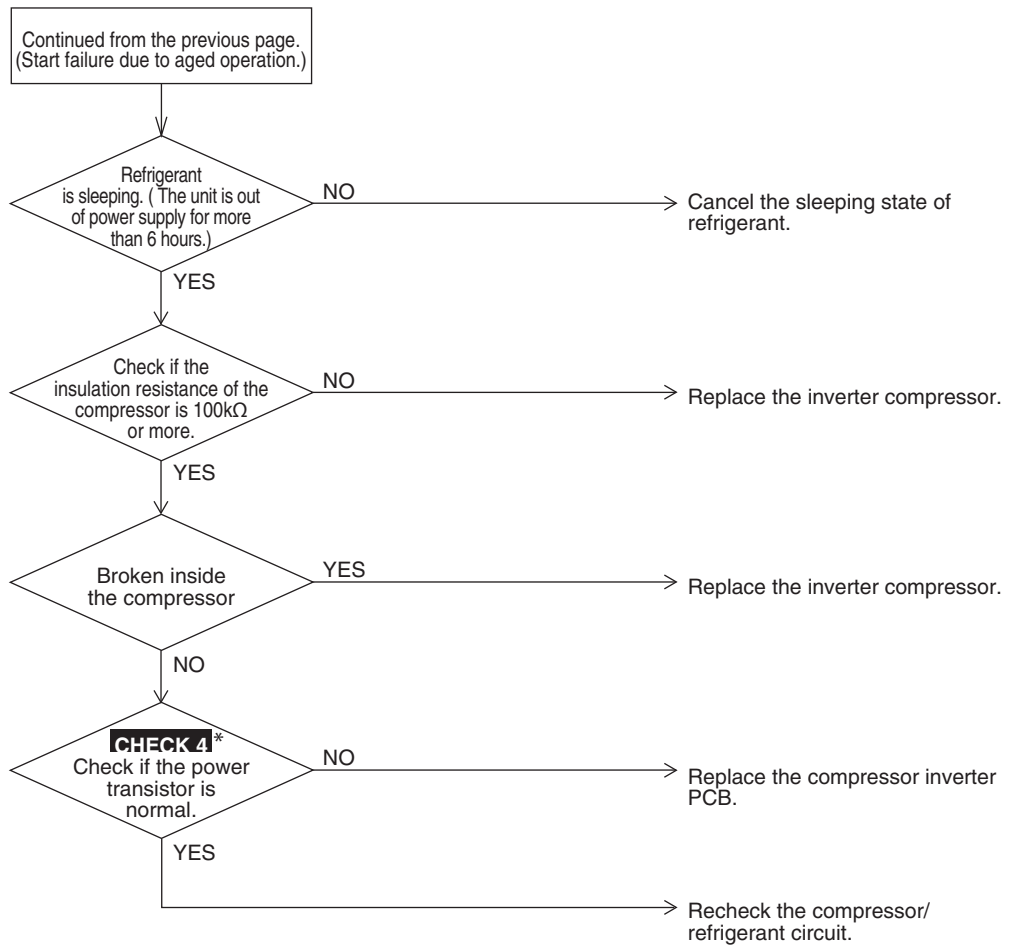 Continued from the previous page.
(Start failure due to aged operation.)
Refrigerant
is sleeping. ( The unit is out
of power supply for more
than 6 hours.)
NO
Cancel the sleeping state of
refrigerant.
YES
Check if the
insulation resistance of the
compressor is 100kΩ
or more.
NO
Replace the inverter compressor.
YES
Broken inside
the compressor
YES
Replace the inverter compressor.
NO
CHECK 4 *
Check if the power
transistor is
normal.
NO
Replace the compressor inverter
PCB.
YES
Recheck the compressor/
refrigerant circuit.